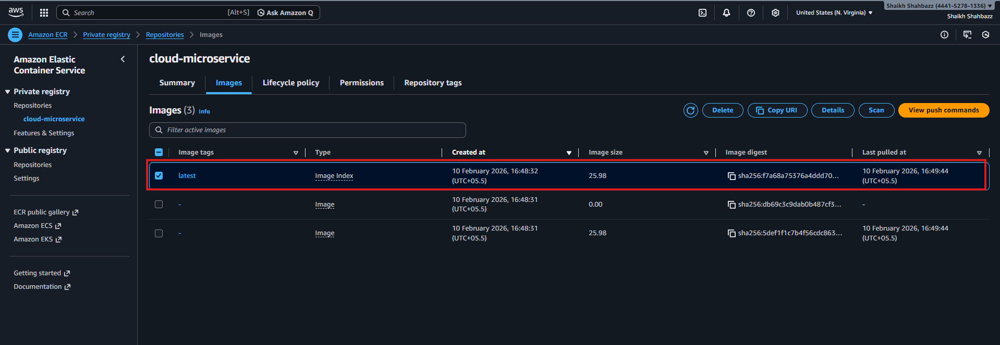 aws
Search [Alt+S] Ask Amazon Q
United States (N. Virginia)
Shaikh Shahbazz (4441-5278-1336)
Shaikh Shahbazz
Amazon ECR
Private registry
Repositories
Images
Amazon Elastic
Container Service
Private registry
Repositories
cloud-microservice
Features & Settings
Public registry
Repositories
Settings
ECR public gallery
Amazon ECS
Amazon EKS
Getting started
Documentation
cloud-microservice
Summary
Images
Lifecycle policy
Permissions
Repository tags
Images (3) Info
Delete
Copy URI
Details
Scan
View push commands
Filter active images
Image tags
Type
Created at
Image size
Image digest
Last pulled at
latest
Image Index
10 February 2026, 16:48:32
(UTC+05.5)
25.98
sha256:f7a68a75376a4ddd70...
10 February 2026, 16:49:44
(UTC+05.5)
-
Image
10 February 2026, 16:48:31
(UTC+05.5)
0.00
sha256:db69c3c9dab0b487cf3...
-
-
Image
10 February 2026, 16:48:31
(UTC+05.5)
25.98
sha256:5def1f1c7b4f56cdc863...
10 February 2026, 16:49:44
(UTC+05.5)